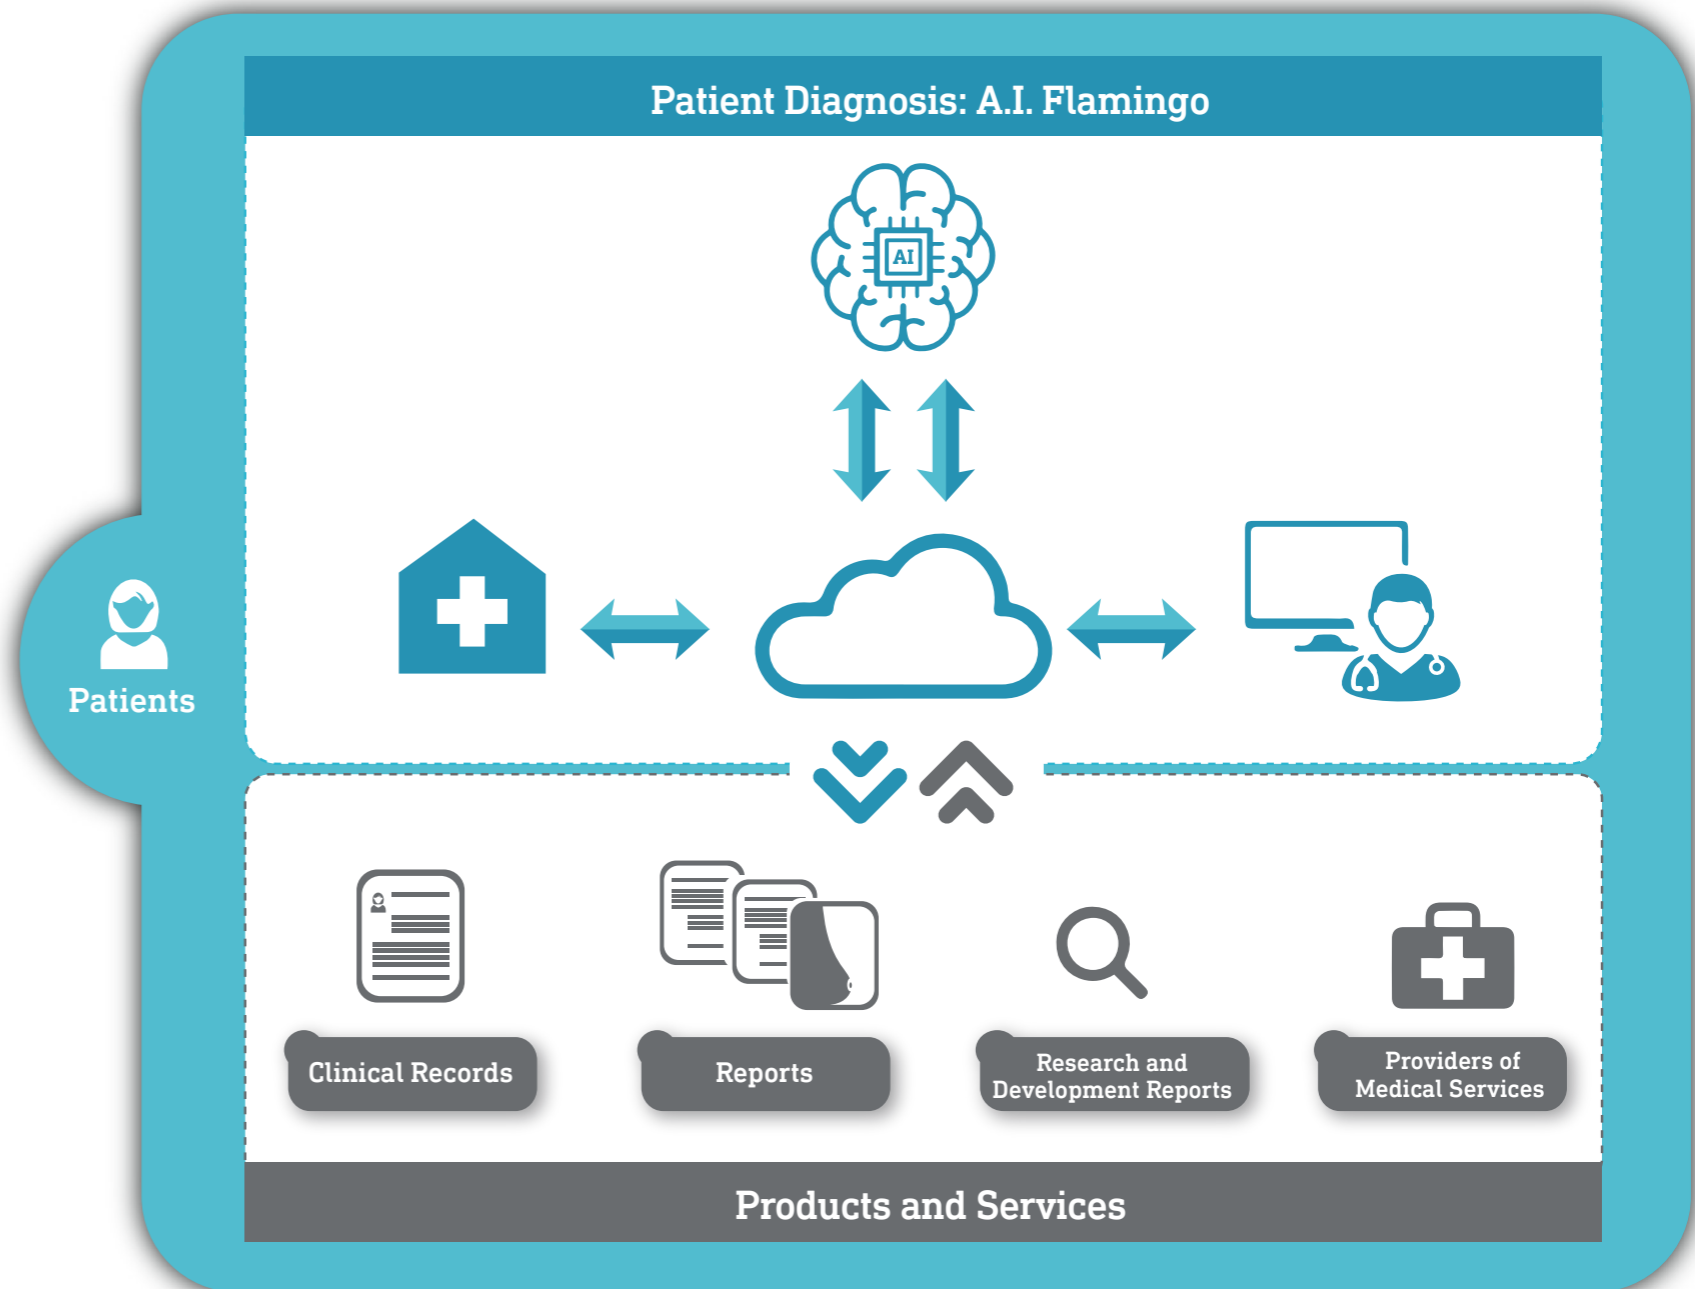 Patient Diagnosis: A.I. Flamingo
AI
Patients
Clinical Records
Reports
Research and
Development Reports
Providers of
Medical Services
Products and Services